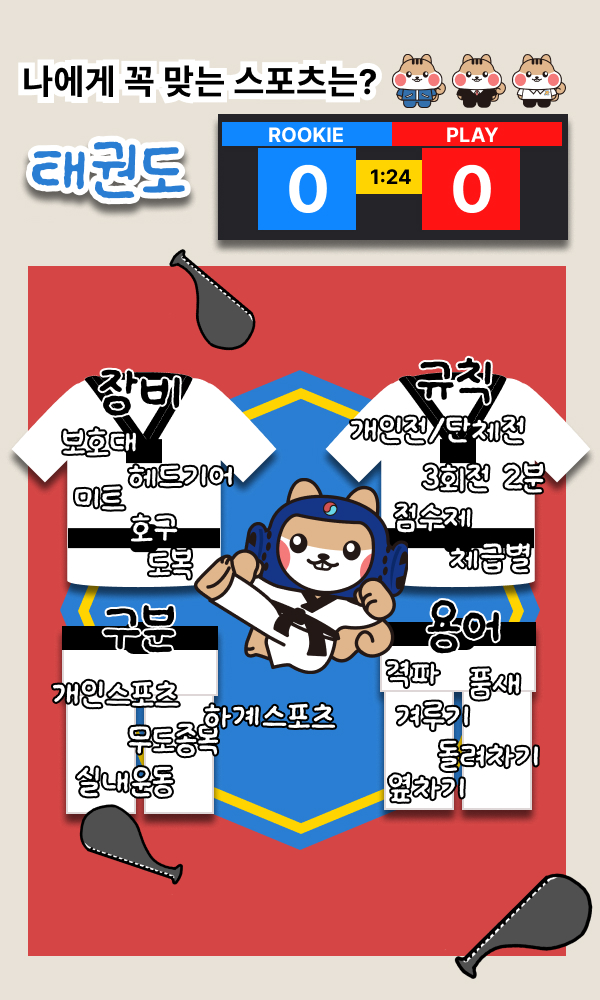 나에게 꼭 맞는 스포츠는?
태권도
ROOKIE
PLAY
0
1:24
0
장비
보호대
헤드기어
미트
호구
도복
규칙
개인전/단체전
3회전 2분
점수제
체급별
구분
개인스포츠
하계스포츠
무도종목
실내운동
용어
격파
품새
겨루기
돌려차기
옆차기